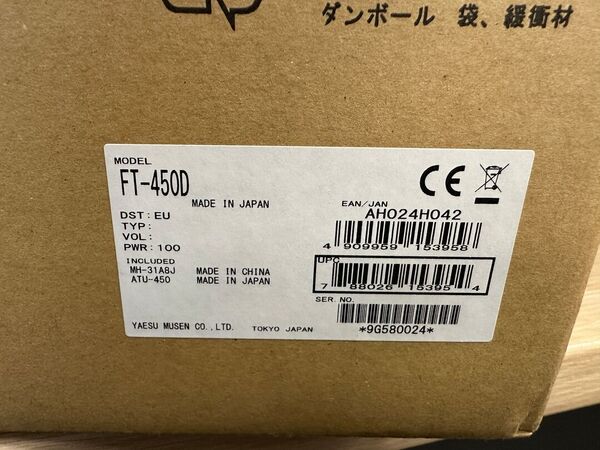 ダンボール 袋、緩衝材
MODEL
FT-450D
MADE IN JAPAN
DST: EU
TYP:
VOL:
PWR: 100
INCLUDED
MH-31A8J MADE IN CHINA
ATU-450 MADE IN JAPAN
YAESU MUSEN CO.,LTD. TOKYO JAPAN
CE
EAN/JAN
AH024H042
4 909959 153958
UPC
7 88026 15395 4
SER. NO.
*9G580024*